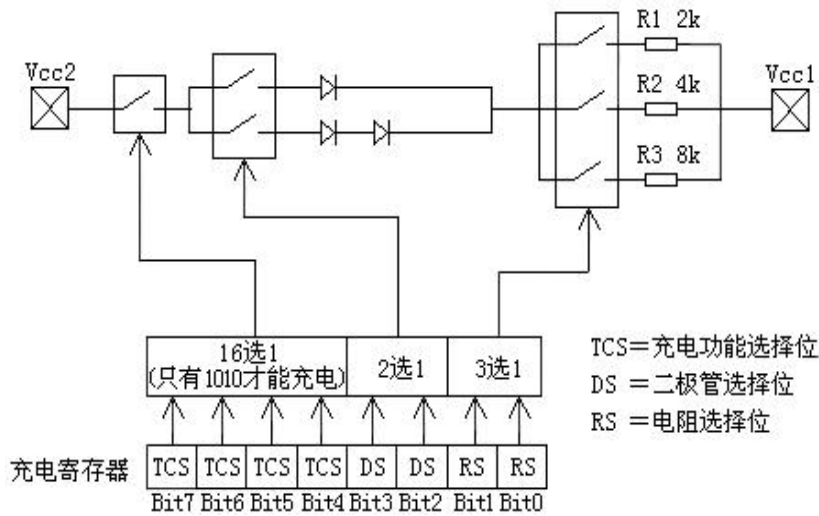 R1 2k
Vcc2
Vcc1
R2 4k
R3 8k
16选1
(只有1010才能充电)
2选1
3选1
TCS=充电功能选择位
DS =二极管选择位
RS =电阻选择位
充电寄存器 TCS TCS TCS TCS DS DS RS RS
Bit7 Bit6 Bit5 Bit4 Bit3 Bit2 Bit1 Bit0